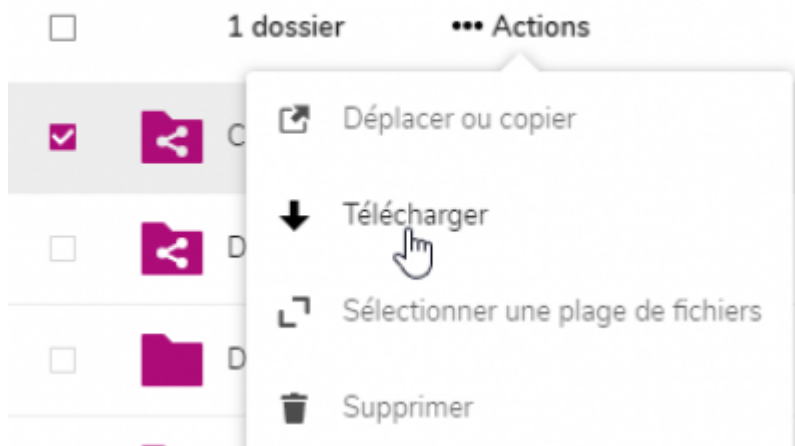 1 dossier ••• Actions
C
Déplacer ou copier
Télécharger
D
Sélectionner une plage de fichiers
D
Supprimer